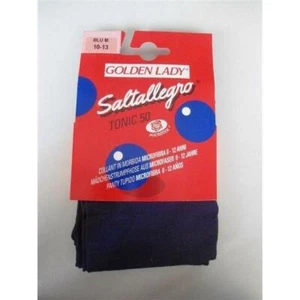 BLU M
10-13
GOLDEN LADY
Saltallegro
TONIC 50
COLLANT IN MORBIDA MICROFIBRA 8-12 ANNI
MÄDCHENSTRUMPFHOSE AUS MICROFASER 8-12 JAHRE
PANTY TUPIDO MICROFIBRA 8-12 AÑOS